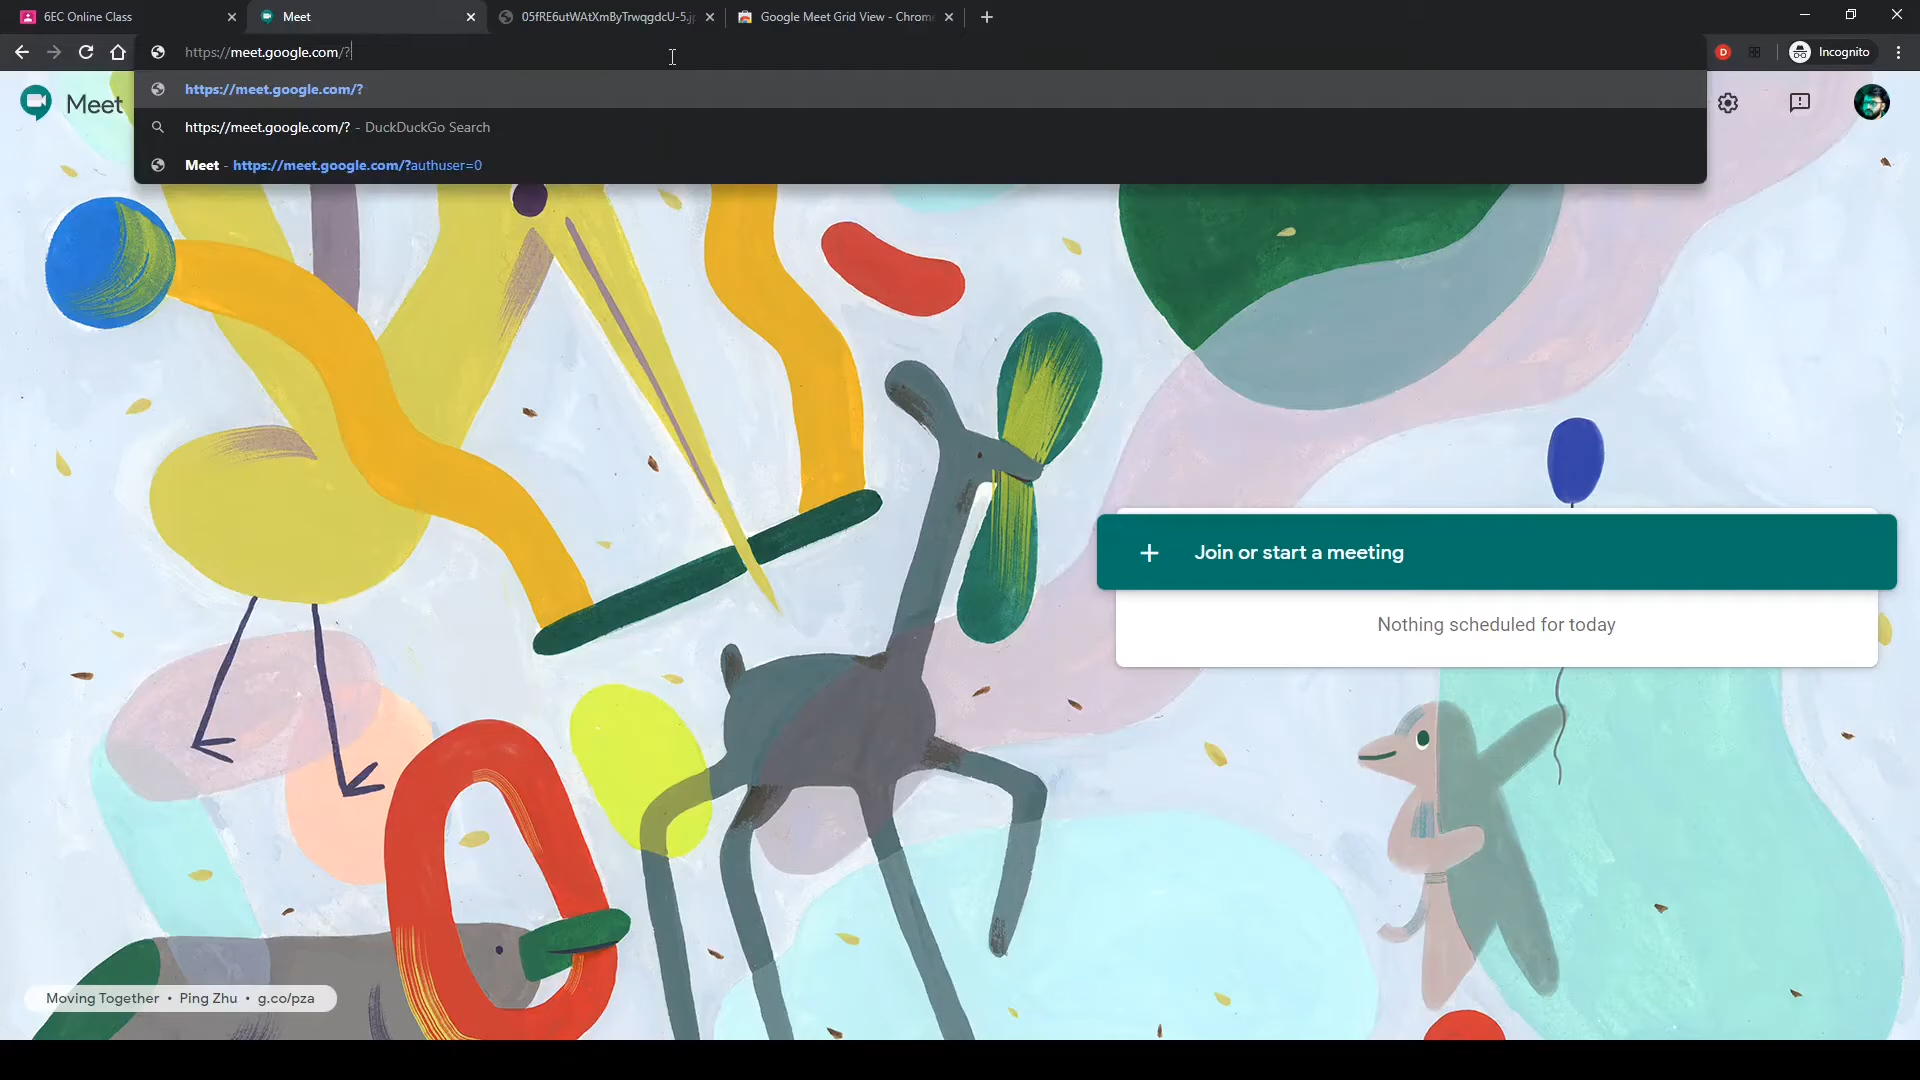 6EC Online Class
Meet
05fRE6utWAtXmByTrwqgdcU-5.j
Google Meet Grid View - Chrom
https://meet.google.com/?
Incognito
https://meet.google.com/?
https://meet.google.com/? - DuckDuckGo Search
Meet - https://meet.google.com/?authuser=0
Meet
D
Join or start a meeting
Nothing scheduled for today
Moving Together • Ping Zhu • g.co/pza